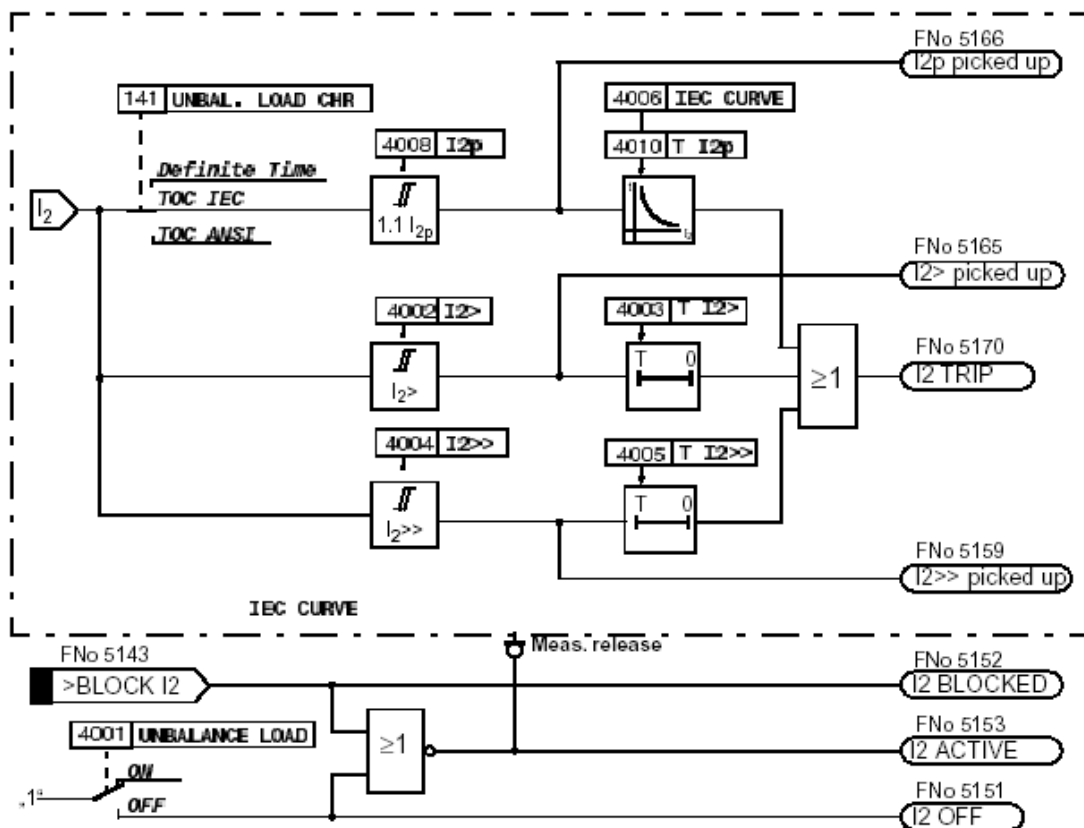 FNo 5166
I2p picked up
141 UNBAL. LOAD CHR
4006 IEC CURVE
4008 I2p
4010 T I2p
Definite Time
TOC IEC
TOC ANSI
I2
1.1 I2p
FNo 5165
I2> picked up
4002 I2>
4003 T I2>
I2>
T 0
≥1
FNo 5170
I2 TRIP
4004 I2>>
4005 T I2>>
I2>>
T 0
FNo 5159
I2>> picked up
IEC CURVE
Meas. release
FNo 5143
>BLOCK I2
FNo 5152
I2 BLOCKED
4001 UNBALANCE LOAD
≥1
FNo 5153
I2 ACTIVE
ON
OFF
„1“
FNo 5151
I2 OFF